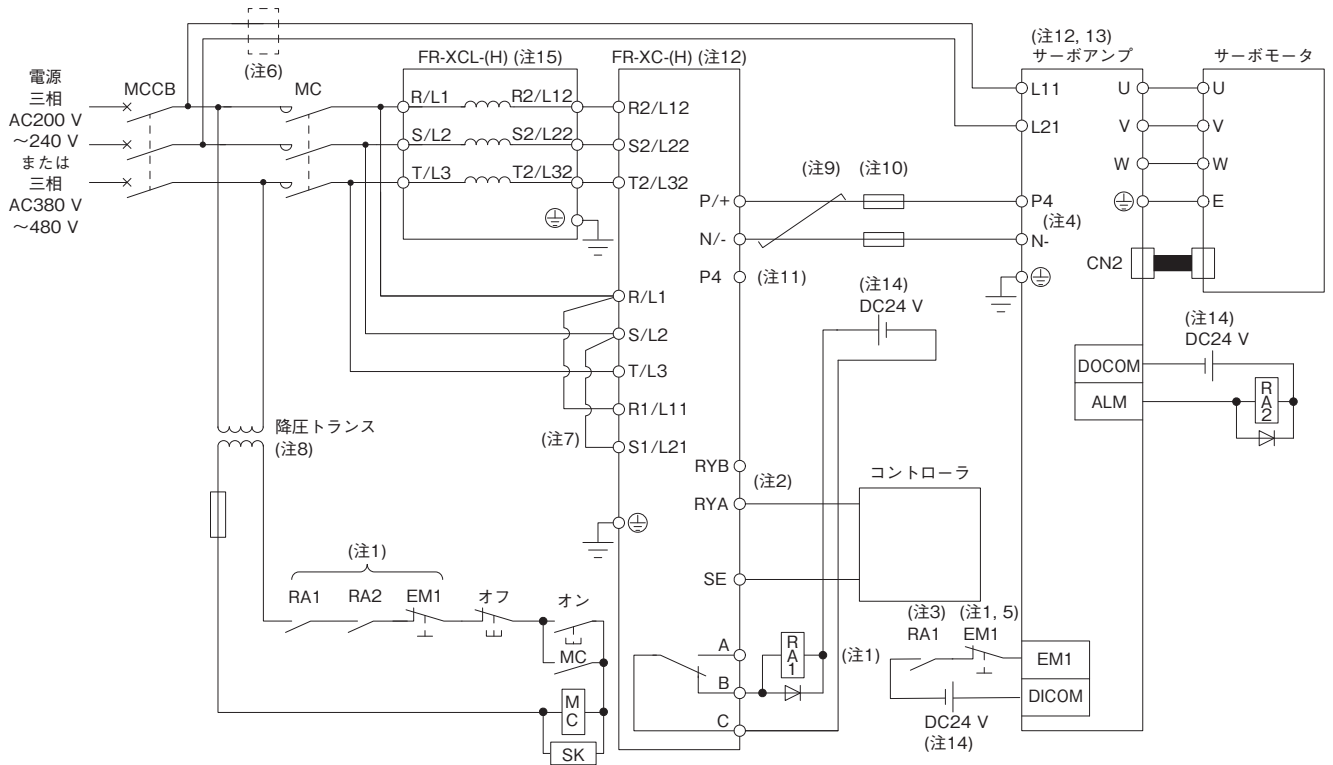 (注12, 13)
(注6)
FR-XCL-(H) (注15)
FR-XC-(H) (注12)
サーボアンプ
サーボモータ
電源
三相
AC200 V
～240 V
または
三相
AC380 V
～480 V
MCCB
MC
R/L1
R2/L12
R2/L12
L11
U
U
S/L2
S2/L22
S2/L22
L21
V
V
T/L3
T2/L32
T2/L32
W
W
(注9)
(注10)
P/+
P4
E
(注4)
N/-
N-
CN2
P4
(注11)
R/L1
(注14)
DC24 V
S/L2
(注14)
DC24 V
T/L3
DOCOM
R1/L11
ALM
RA2
降圧トランス
(注8)
(注7)
S1/L21
RYB
(注2)
コントローラ
RYA
SE
(注1)
RA1
RA2
EM1
オフ
オン
(注3)
(注1, 5)
RA1
EM1
MC
A
RA1
(注1)
EM1
B
DICOM
MC
C
DC24 V
(注14)
SK